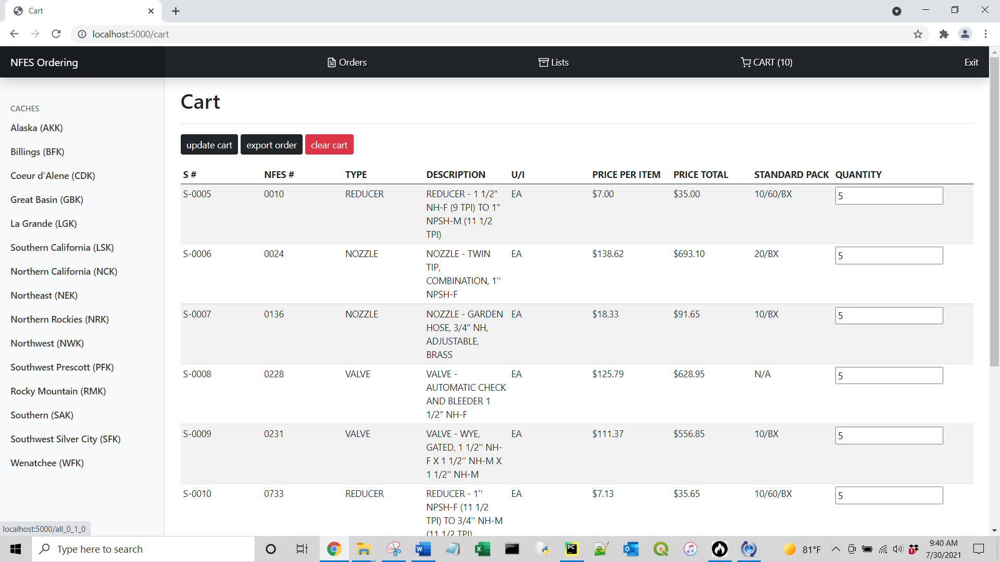 Cart
localhost:5000/cart
NFES Ordering
Orders
Lists
CART (10)
Exit
CACHES
Alaska (AKK)
Billings (BFK)
Coeur d'Alene (CDK)
Great Basin (GBK)
La Grande (LGK)
Southern California (LSK)
Northern California (NCK)
Northeast (NEK)
Northern Rockies (NRK)
Northwest (NWK)
Southwest Prescott (PFK)
Rocky Mountain (RMK)
Southern (SAK)
Southwest Silver City (SFK)
Wenatchee (WFK)
Cart
update cart export order clear cart
S # NFES # TYPE DESCRIPTION U/I PRICE PER ITEM PRICE TOTAL STANDARD PACK QUANTITY
S-0005 0010 REDUCER REDUCER - 1 1/2" EA $7.00 $35.00 10/60/BX 5
NH-F (9 TPI) TO 1"
NPSH-M (11 1/2
TPI)
S-0006 0024 NOZZLE NOZZLE - TWIN EA $138.62 $693.10 20/BX 5
TIP,
COMBINATION, 1''
NPSH-F
S-0007 0136 NOZZLE NOZZLE - GARDEN EA $18.33 $91.65 10/BX 5
HOSE, 3/4" NH,
ADJUSTABLE,
BRASS
S-0008 0228 VALVE VALVE - EA $125.79 $628.95 N/A 5
AUTOMATIC CHECK
AND BLEEDER 1
1/2" NH-F
S-0009 0231 VALVE VALVE - WYE, EA $111.37 $556.85 10/BX 5
GATED, 1 1/2'' NH-
F X 1 1/2'' NH-M X
1 1/2'' NH-M
S-0010 0733 REDUCER REDUCER - 1'' EA $7.13 $35.65 10/60/BX 5
NPSH-F (11 1/2
TPI) TO 3/4'' NH-M
(11 1/2 TPI)
localhost:5000/all_0_1_0
Type here to search
W
X
PC
81°F
1
9:40 AM
7/30/2021